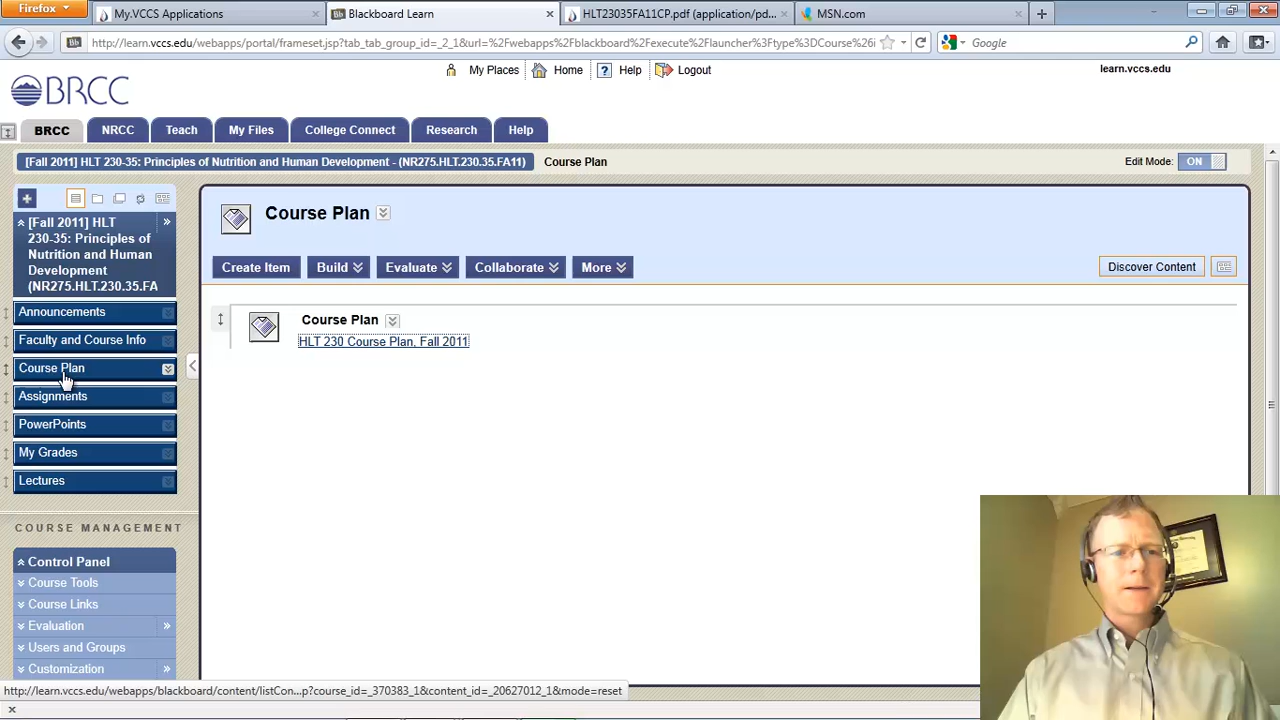 Firefox
My.VCCS Applications
Blackboard Learn
HLT23035FA11CP.pdf (application/pd...
MSN.com
http://learn.vccs.edu/webapps/portal/frameset.jsp?tab_tab_group_id=_2_1&url=%2Fwebapps%2Fblackboard%2Fexecute%2Flauncher%3Ftype%3DCourse%26i
Google
My Places
Home
Help
Logout
learn.vccs.edu
BRCC
BRCC
NRCC
Teach
My Files
College Connect
Research
Help
[Fall 2011] HLT 230-35: Principles of Nutrition and Human Development - (NR275.HLT.230.35.FA11)
Course Plan
Edit Mode:
ON
[Fall 2011] HLT
230-35: Principles of
Nutrition and Human
Development
(NR275.HLT.230.35.FA
Announcements
Faculty and Course Info
Course Plan
Assignments
PowerPoints
My Grades
Lectures
COURSE MANAGEMENT
Control Panel
Course Tools
Course Links
Evaluation
Users and Groups
Customization
Course Plan
Create Item
Build
Evaluate
Collaborate
More
Discover Content
Course Plan
HLT 230 Course Plan, Fall 2011
http://learn.vccs.edu/webapps/blackboard/content/listCon...p?course_id=_370383_1&content_id=_20627012_1&mode=reset